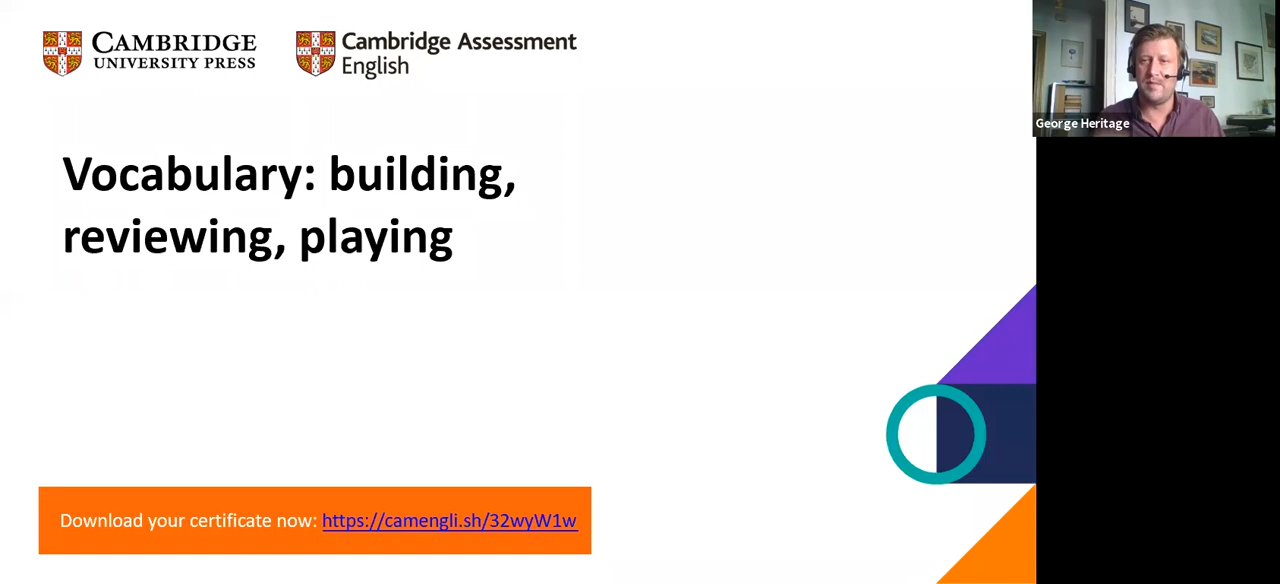 CAMBRIDGE
UNIVERSITY PRESS
Cambridge Assessment
English
George Heritage
Vocabulary: building,
reviewing, playing
Download your certificate now: https://camengli.sh/32wyW1w